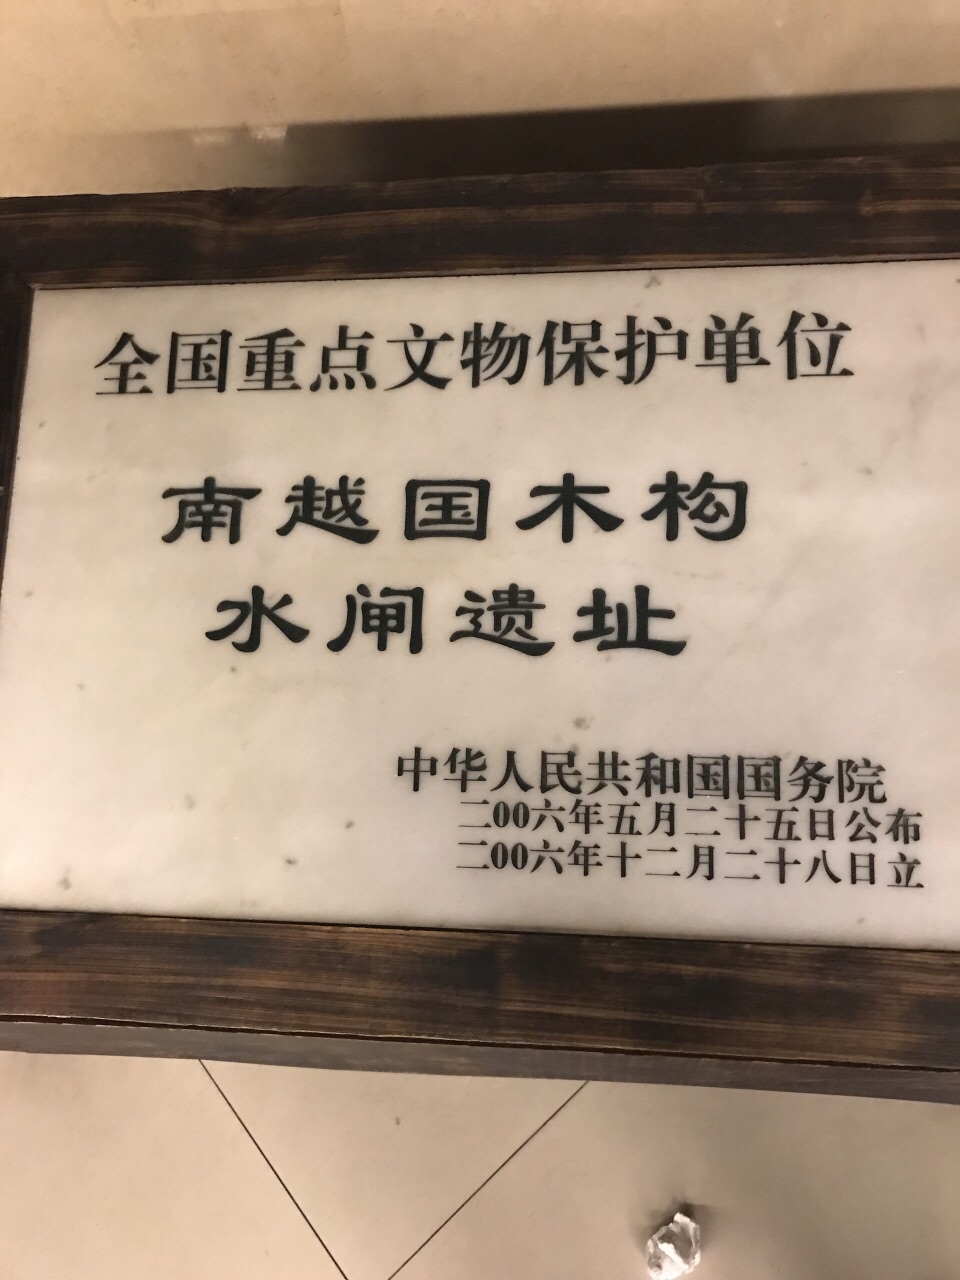 全国重点文物保护单位
南越国木构
水闸遗址
中华人民共和国国务院
二00六年五月二十五日公布
二00六年十二月二十八日立